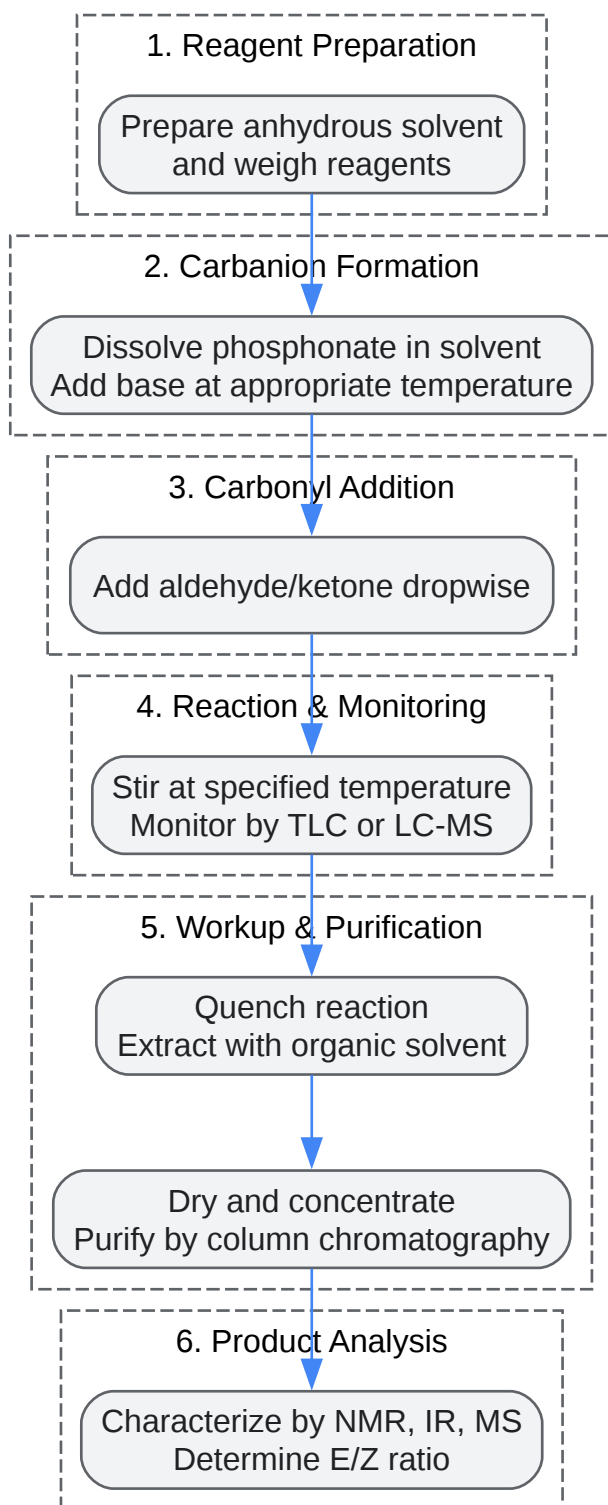 1. Reagent Preparation
Prepare anhydrous solvent
and weigh reagents
2. Carbanion Formation
Dissolve phosphonate in solvent
Add base at appropriate temperature
3. Carbonyl Addition
Add aldehyde/ketone dropwise
4. Reaction & Monitoring
Stir at specified temperature
Monitor by TLC or LC-MS
5. Workup & Purification
Quench reaction
Extract with organic solvent
Dry and concentrate
Purify by column chromatography
6. Product Analysis
Characterize by NMR, IR, MS
Determine E/Z ratio